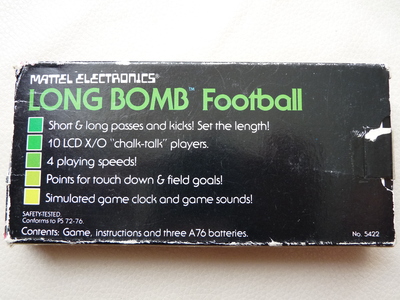 MATTEL ELECTRONICS®
LONG BOMB™ Football
Short & long passes and kicks! Set the length!
10 LCD X/O "chalk-talk" players.
4 playing speeds!
Points for touch down & field goals!
Simulated game clock and game sounds!
SAFETY-TESTED.
Conforms to PS 72-76.
Contents: Game, instructions and three A76 batteries.
No. 5422